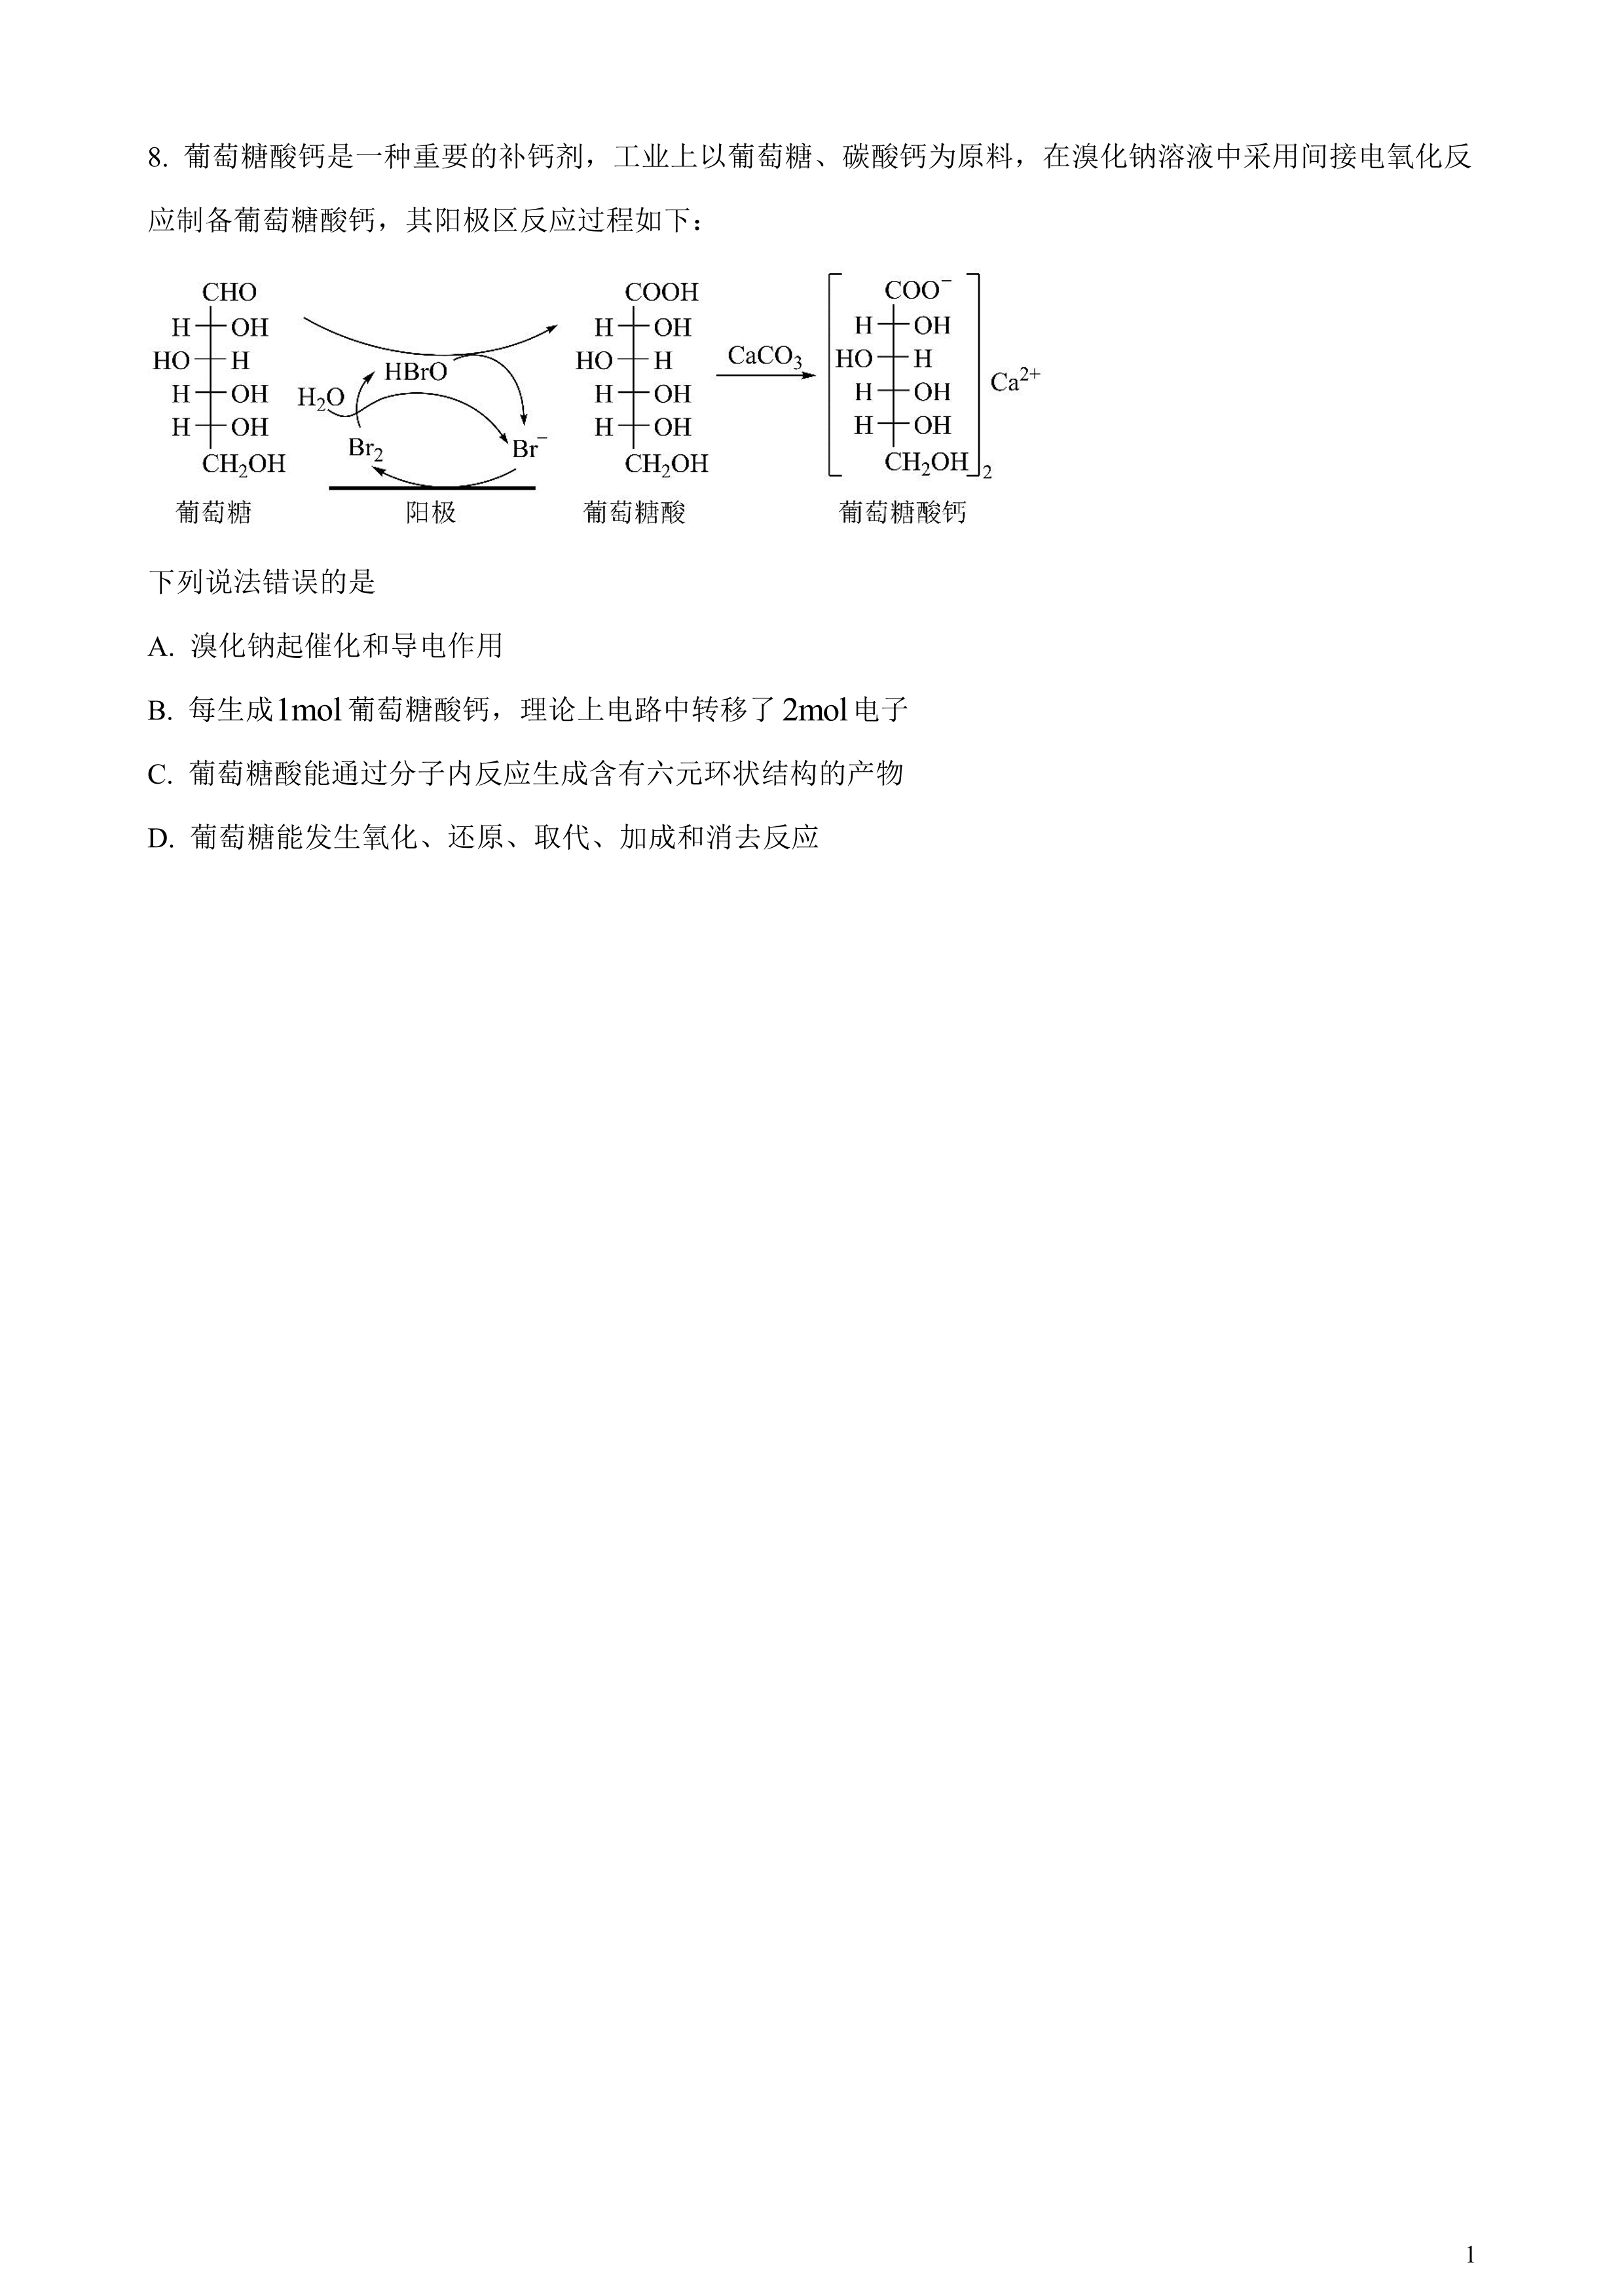 8. 葡萄糖酸钙是一种重要的补钙剂，工业上以葡萄糖、碳酸钙为原料，在溴化钠溶液中采用间接电氧化反
应制备葡萄糖酸钙，其阳极区反应过程如下：
CHO
H OH
HO H
H OH
H OH
CH₂OH
葡萄糖
H₂O
HBrO
Br₂
Br⁻
阳极
COOH
H OH
HO H
H OH
H OH
CH₂OH
葡萄糖酸
CaCO₃
COO⁻
H OH
HO H
H OH
H OH
CH₂OH
2
Ca²⁺
葡萄糖酸钙
下列说法错误的是
A. 溴化钠起催化和导电作用
B. 每生成1mol葡萄糖酸钙，理论上电路中转移了2mol电子
C. 葡萄糖酸能通过分子内反应生成含有六元环状结构的产物
D. 葡萄糖能发生氧化、还原、取代、加成和消去反应
1